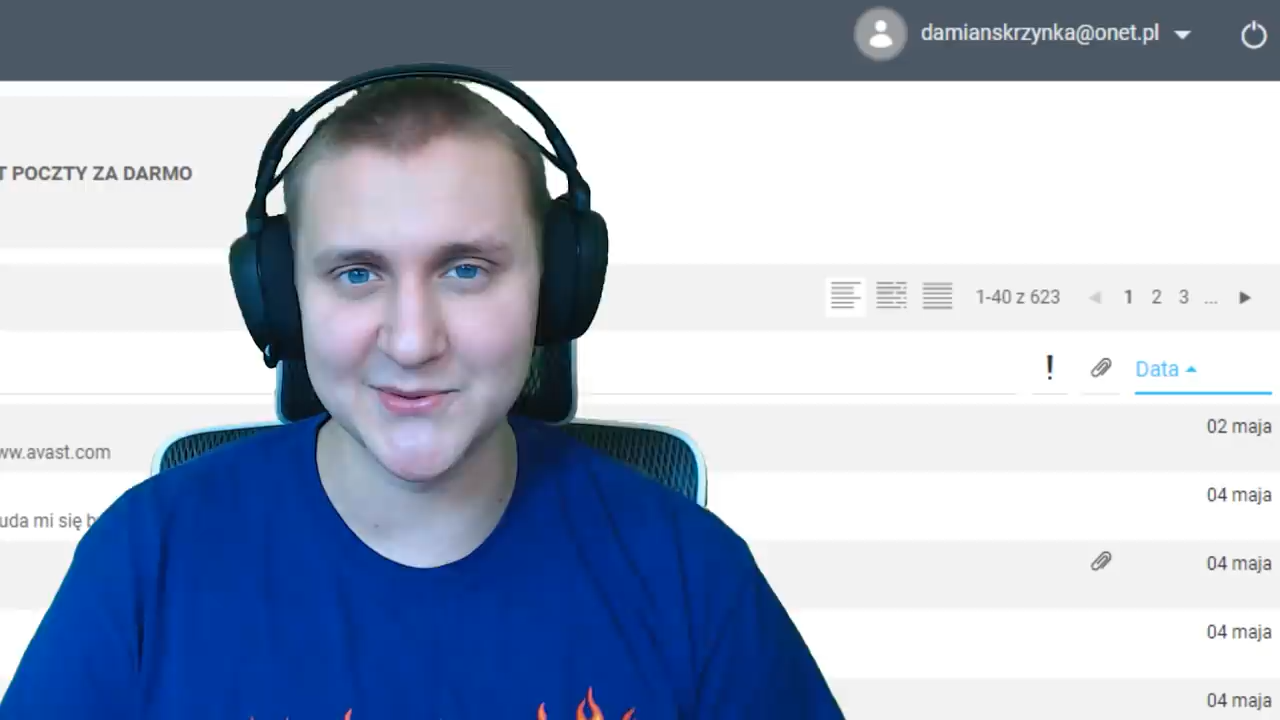 damianskrzynka@onet.pl
T POCZTY ZA DARMO
1-40 z 623
1 2 3 ...
! Data
02 maja
ww.avast.com
04 maja
uda mi się b
04 maja
04 maja
04 maja